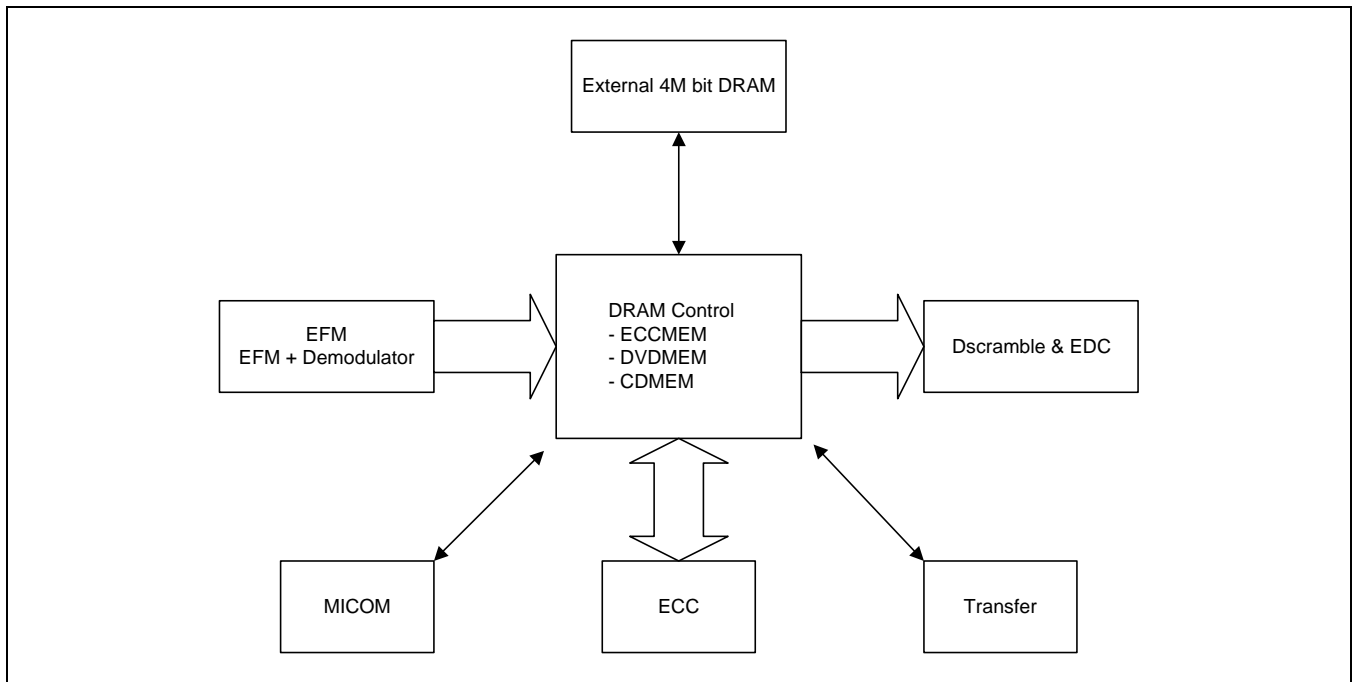 External 4M bit DRAM
EFM
EFM + Demodulator
DRAM Control
- ECCMEM
- DVDMEM
- CDMEM
Dscramble & EDC
MICOM
ECC
Transfer